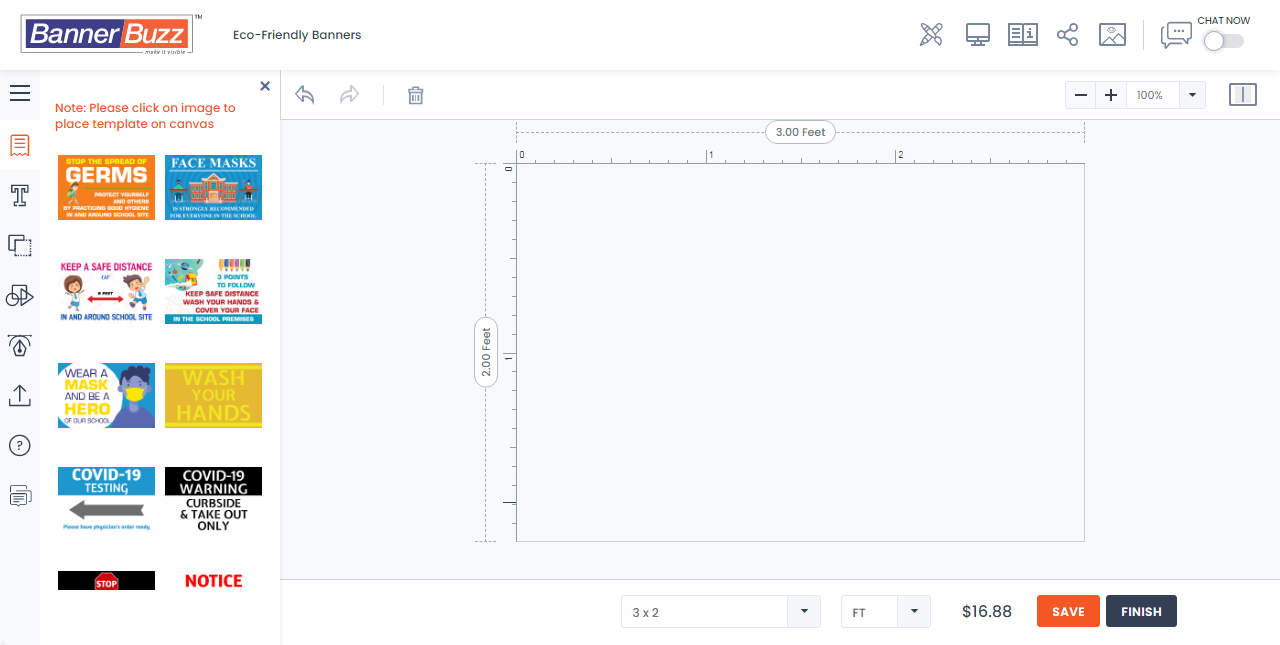 BannerBuzz™
make it visible
Eco-Friendly Banners
CHAT NOW
Note: Please click on image to
place template on canvas
100%
3.00 Feet
0
1
2
0
2.00 Feet
1
STOP THE SPREAD OF
GERMS
PROTECT YOURSELF
AND OTHERS
BY PRACTICING GOOD HYGIENE
IN AND AROUND SCHOOL SITE
FACE MASKS
IS STRONGLY RECOMMENDED
FOR EVERYONE IN THE SCHOOL
KEEP A SAFE DISTANCE
6 FEET
IN AND AROUND SCHOOL SITE
3 POINTS
TO FOLLOW
KEEP SAFE DISTANCE
WASH YOUR HANDS &
COVER YOUR FACE
IN THE SCHOOL PREMISES
WEAR A
MASK
AND BE A
HERO
OF OUR SCHOOL
WASH
YOUR
HANDS
COVID-19
TESTING
Please have physician's order ready
COVID-19
WARNING
CURBSIDE
& TAKE OUT
ONLY
STOP
NOTICE
3 x 2
FT
$16.88
SAVE
FINISH